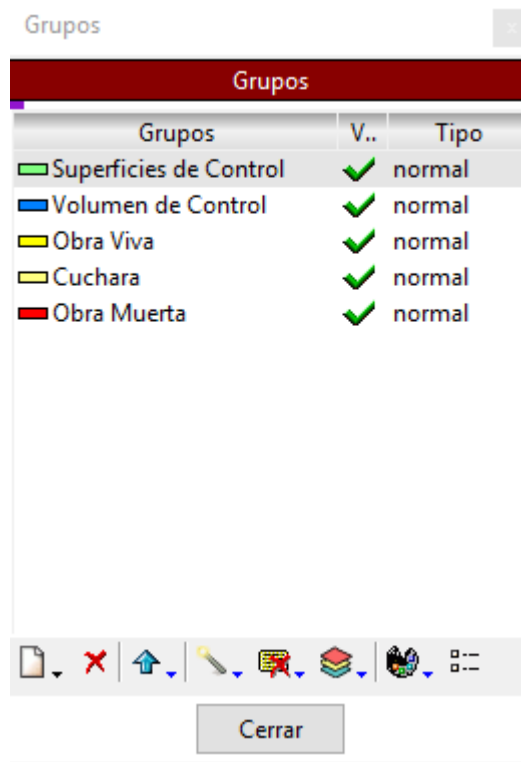 Grupos
Grupos
Grupos V.. Tipo
Superficies de Control normal
Volumen de Control normal
Obra Viva normal
Cuchara normal
Obra Muerta normal
Cerrar